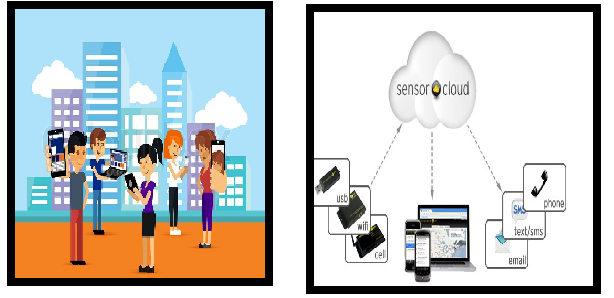 sensor cloud
usb
wifi
cell
phone
SMS
text/sms
email